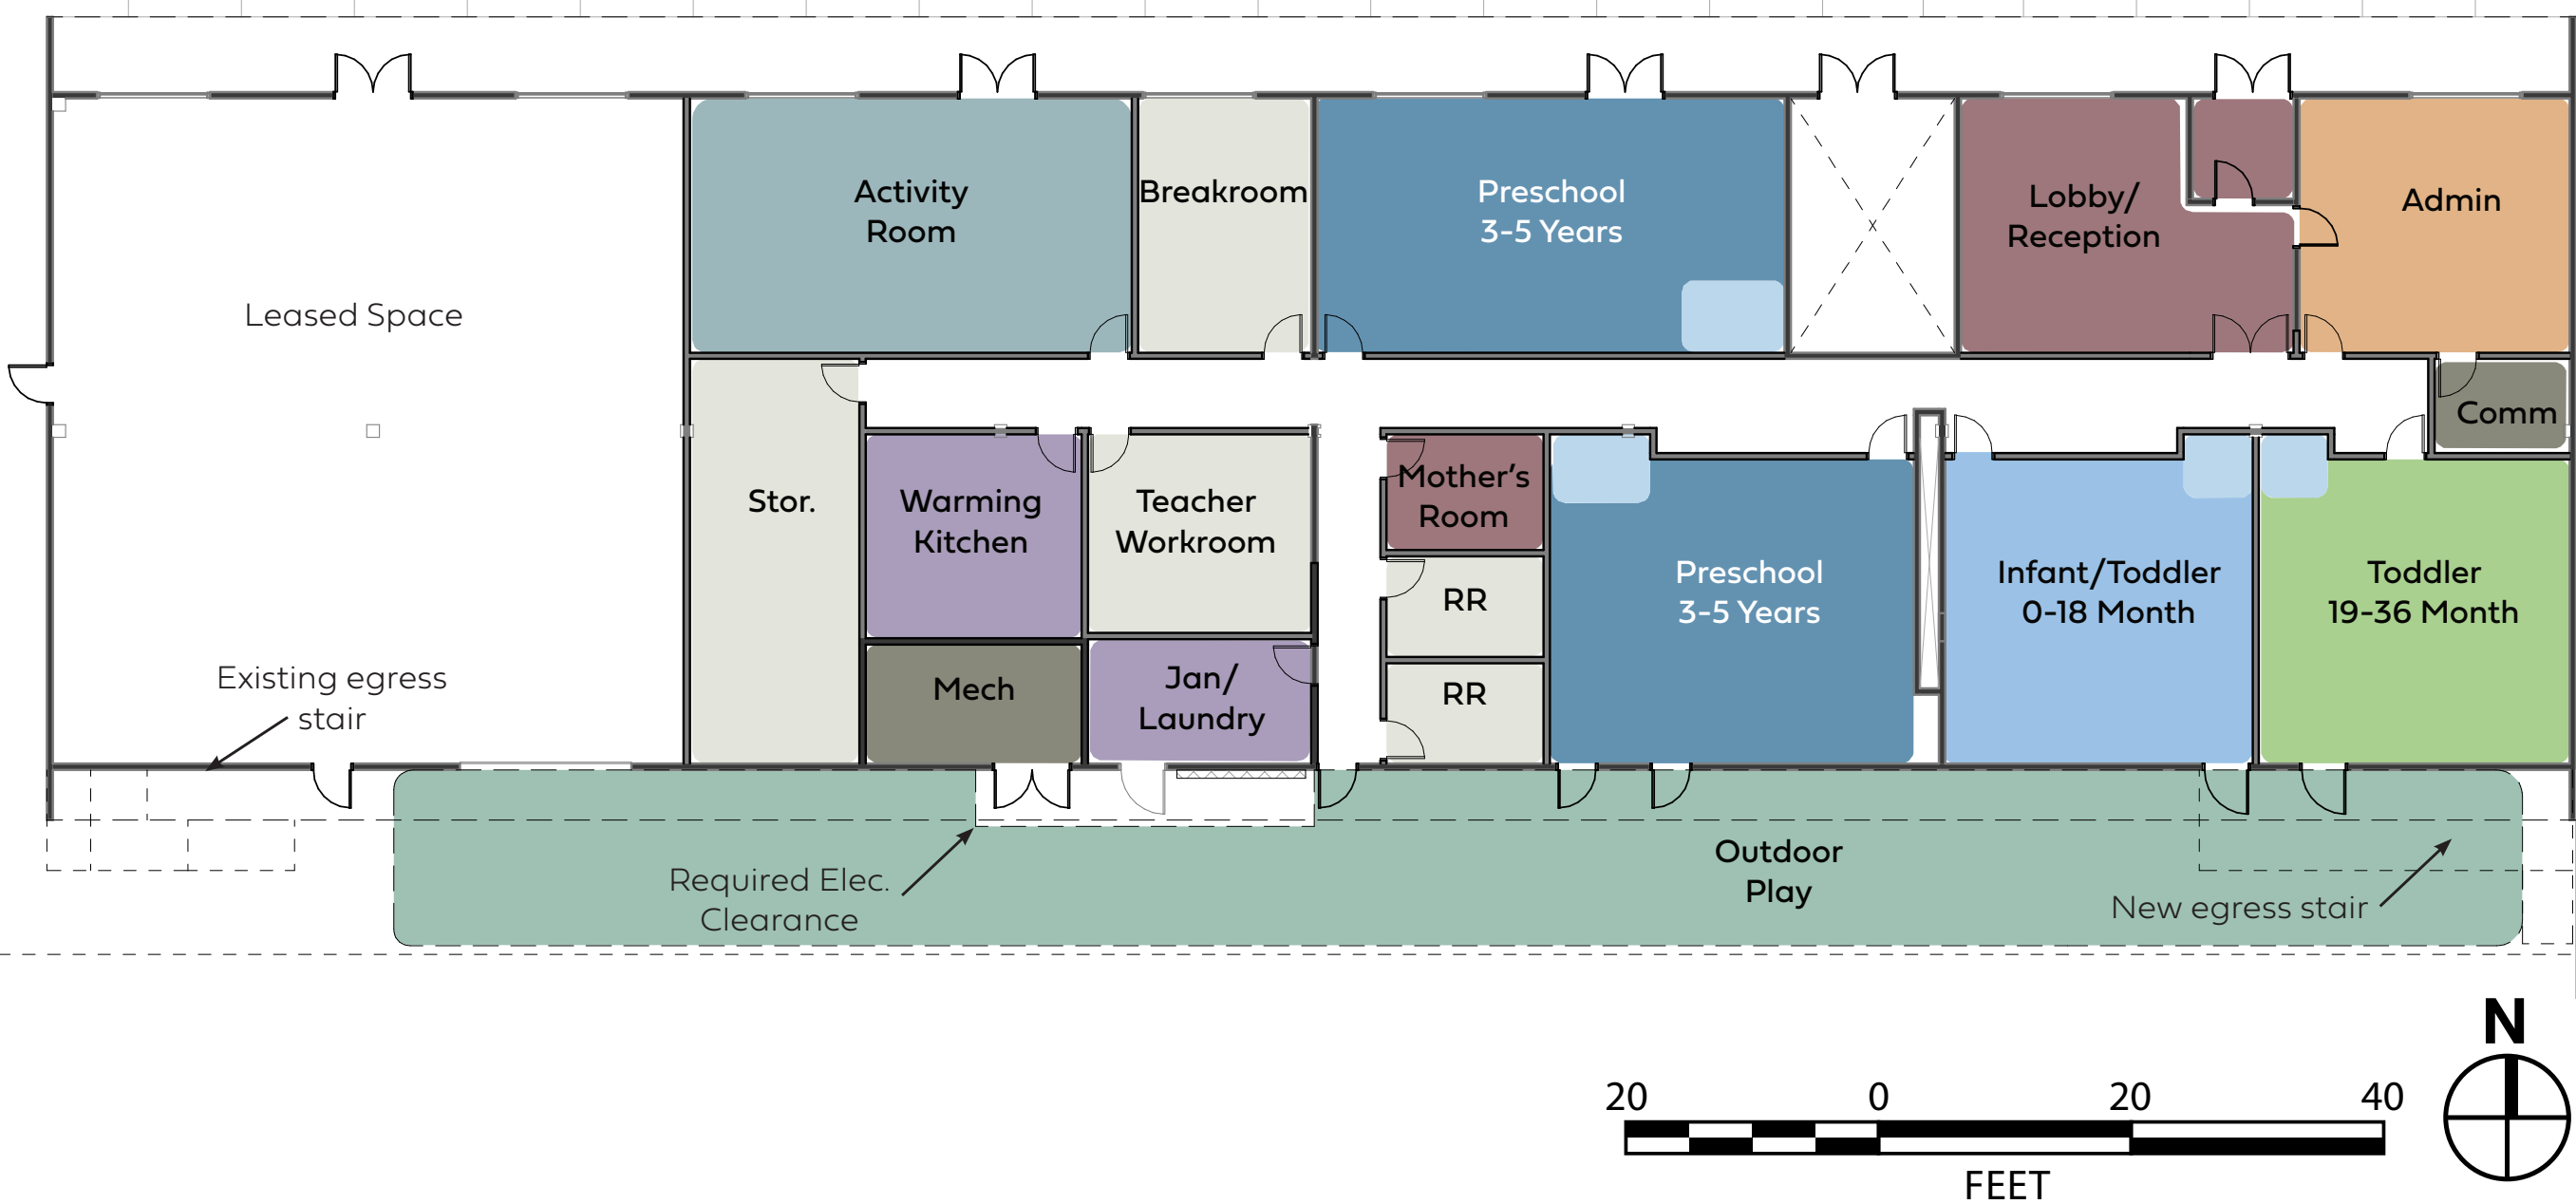 Activity
Room
Breakroom
Preschool
3-5 Years
Lobby/
Reception
Admin
Leased Space
Comm
Stor.
Warming
Kitchen
Teacher
Workroom
Mother's
Room
RR
RR
Preschool
3-5 Years
Infant/Toddler
0-18 Month
Toddler
19-36 Month
Mech
Jan/
Laundry
Existing egress
stair
Required Elec.
Clearance
Outdoor
Play
New egress stair
N
20 0 20 40
FEET